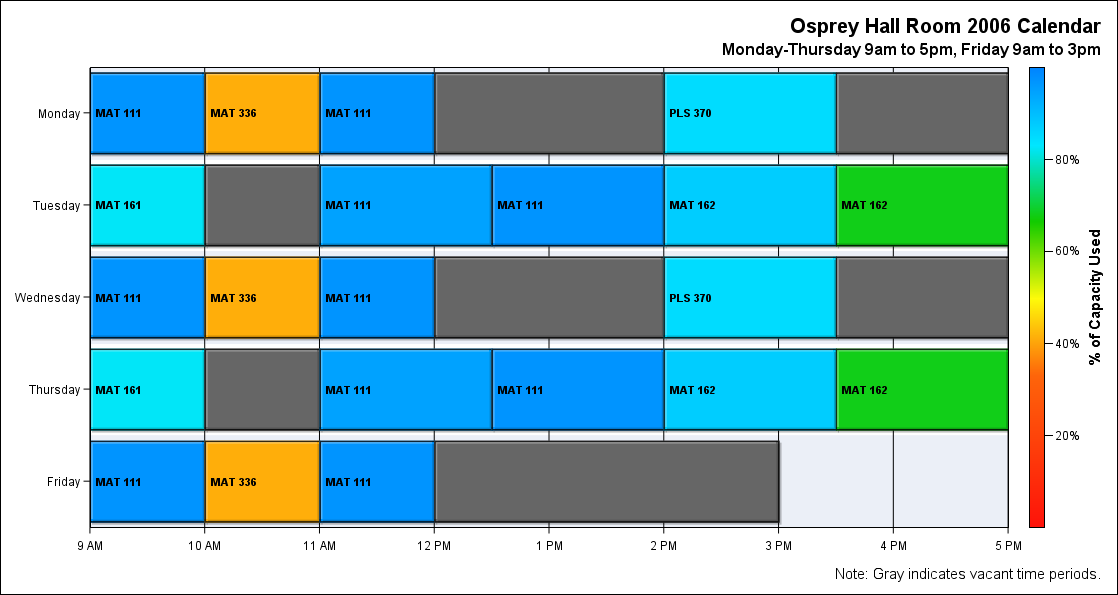 Osprey Hall Room 2006 Calendar
Monday-Thursday 9am to 5pm, Friday 9am to 3pm
Monday MAT 111 MAT 336 MAT 111 PLS 370
80%
Tuesday MAT 161 MAT 111 MAT 111 MAT 162 MAT 162
60%
% of Capacity Used
Wednesday MAT 111 MAT 336 MAT 111 PLS 370
40%
Thursday MAT 161 MAT 111 MAT 111 MAT 162 MAT 162
20%
Friday MAT 111 MAT 336 MAT 111
9 AM 10 AM 11 AM 12 PM 1 PM 2 PM 3 PM 4 PM 5 PM
Note: Gray indicates vacant time periods.